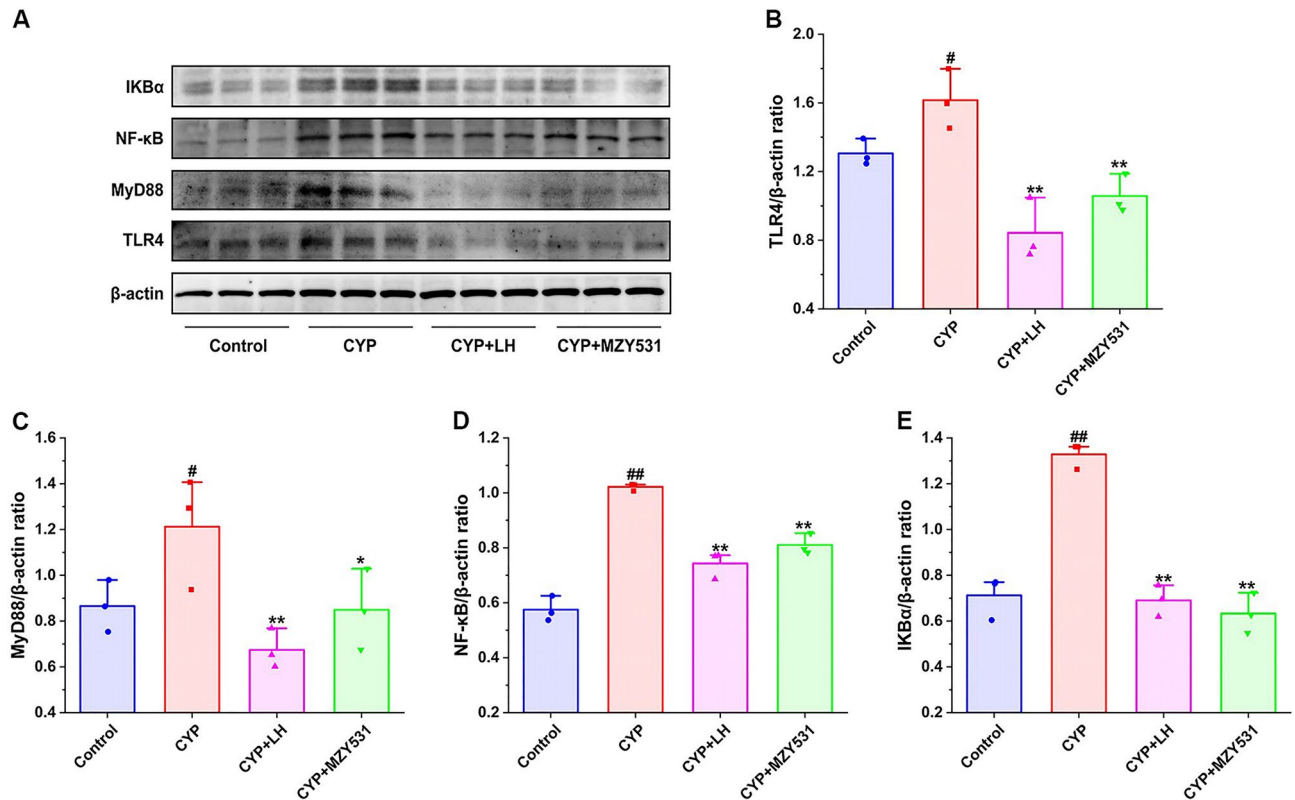 A
IKBα
NF-κB
MyD88
TLR4
β-actin
Control
CYP
CYP+LH
CYP+MZY531
B
TLR4/β-actin ratio
2.0
1.6
1.2
0.8
0.4
#
**
**
Control
CYP
CYP+LH
CYP+MZY531
C
MyD88/β-actin ratio
1.6
1.4
1.2
1.0
0.8
0.6
0.4
#
**
*
Control
CYP
CYP+LH
CYP+MZY531
D
NF-κB/β-actin ratio
1.2
1.0
0.8
0.6
0.4
0.2
##
**
**
Control
CYP
CYP+LH
CYP+MZY531
E
IKBα/β-actin ratio
1.4
1.2
1.0
0.8
0.6
0.4
0.2
##
**
**
Control
CYP
CYP+LH
CYP+MZY531